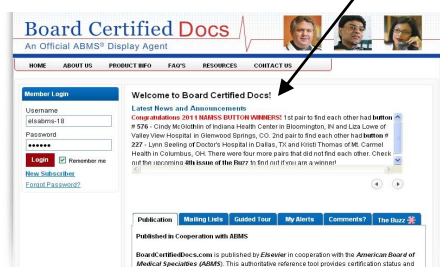 Board Certified Docs
An Official ABMS® Display Agent
HOME ABOUT US PRODUCT INFO FAQ'S RESOURCES CONTACT US
Member Login
Username
elsabms-18
Password
••••••
Login Remember me
New Subscriber
Forgot Password?
Welcome to Board Certified Docs!
Latest News and Announcements
Congratulations 2011 NAMSS BUTTON WINNERS! 1st pair to find each other had button
# 576 - Cindy McGlothlin of Indiana Health Center in Bloomington, IN and Liza Lowe of
Valley View Hospital in Glenwood Springs, CO. 2nd pair to find each other had button #
227 - Lynn Seeling of Doctor's Hospital in Dallas, TX and Kristi Thomas of Mt. Carmel
Health in Columbus, OH. There were four more pairs that did not find each other. Check
out the upcoming 4th issue of the Buzz to find out if you are a winner!
Publication Mailing Lists Guided Tour My Alerts Comments? The Buzz
Published in Cooperation with ABMS
BoardCertifiedDocs.com is published by Elsevier in cooperation with the American Board of
Medical Specialties (ABMS). This authoritative reference tool provides certification status and